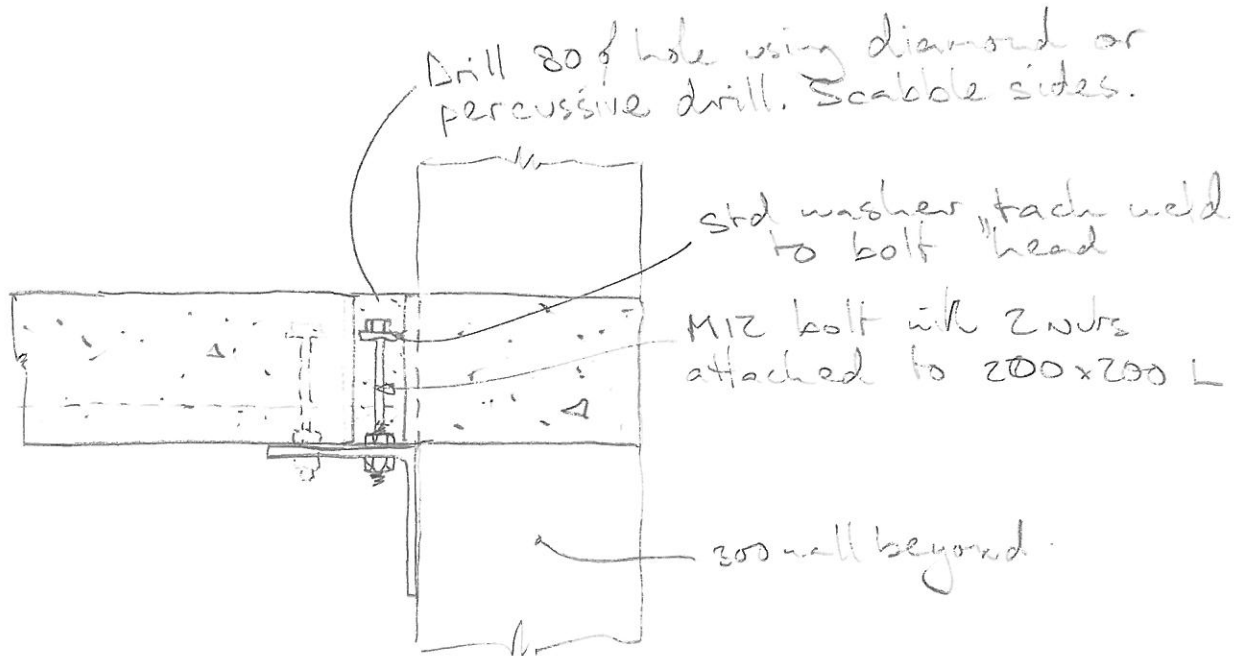 Drill 80 φ hole using diamond or
percussive drill. Scabble sides.
Std washer, tack weld
to bolt head
M12 bolt with 2 nuts
attached to 200x200 L
300 wall beyond.